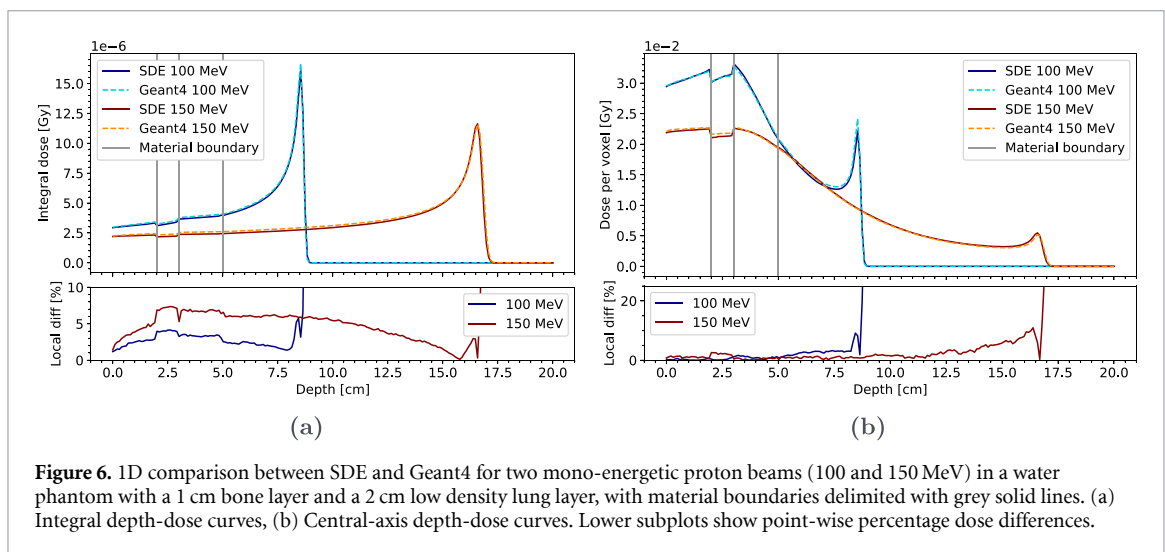 1e−6
SDE 100 MeV
Geant4 100 MeV
SDE 150 MeV
Geant4 150 MeV
Material boundary
Integral dose [Gy]
15.0
12.5
10.0
7.5
5.0
2.5
0.0
Local diff [%]
10
5
0
100 MeV
150 MeV
0.0 2.5 5.0 7.5 10.0 12.5 15.0 17.5 20.0
Depth [cm]
(a)
1e−2
SDE 100 MeV
Geant4 100 MeV
SDE 150 MeV
Geant4 150 MeV
Material boundary
Dose per voxel [Gy]
3.0
2.5
2.0
1.5
1.0
0.5
0.0
Local diff [%]
20
0
100 MeV
150 MeV
0.0 2.5 5.0 7.5 10.0 12.5 15.0 17.5 20.0
Depth [cm]
(b)
Figure 6. 1D comparison between SDE and Geant4 for two mono-energetic proton beams (100 and 150 MeV) in a water
phantom with a 1 cm bone layer and a 2 cm low density lung layer, with material boundaries delimited with grey solid lines. (a)
Integral depth-dose curves, (b) Central-axis depth-dose curves. Lower subplots show point-wise percentage dose differences.